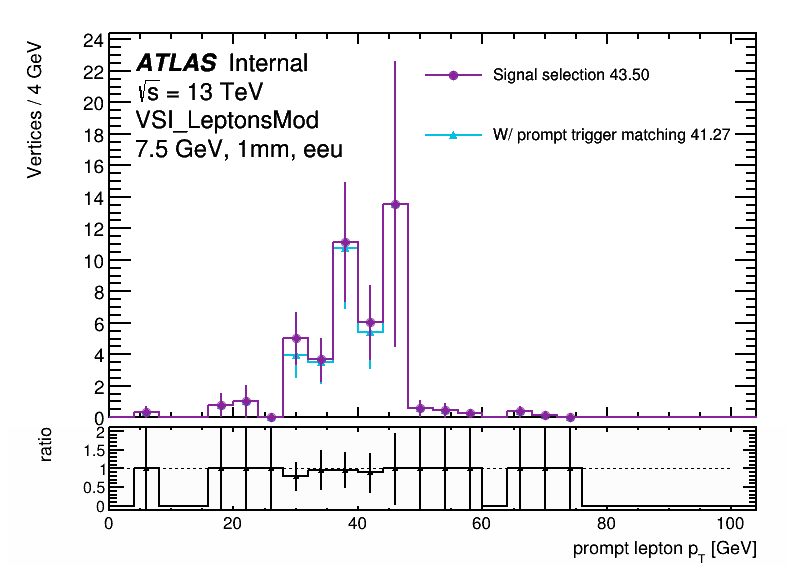 Vertices / 4 GeV
24
22
20
18
16
14
12
10
8
6
4
2
0
ATLAS Internal
√s = 13 TeV
VSI_LeptonsMod
7.5 GeV, 1mm, eeu
Signal selection 43.50
W/ prompt trigger matching 41.27
ratio
2
1.5
1
0.5
0
0 20 40 60 80 100
prompt lepton p_T [GeV]